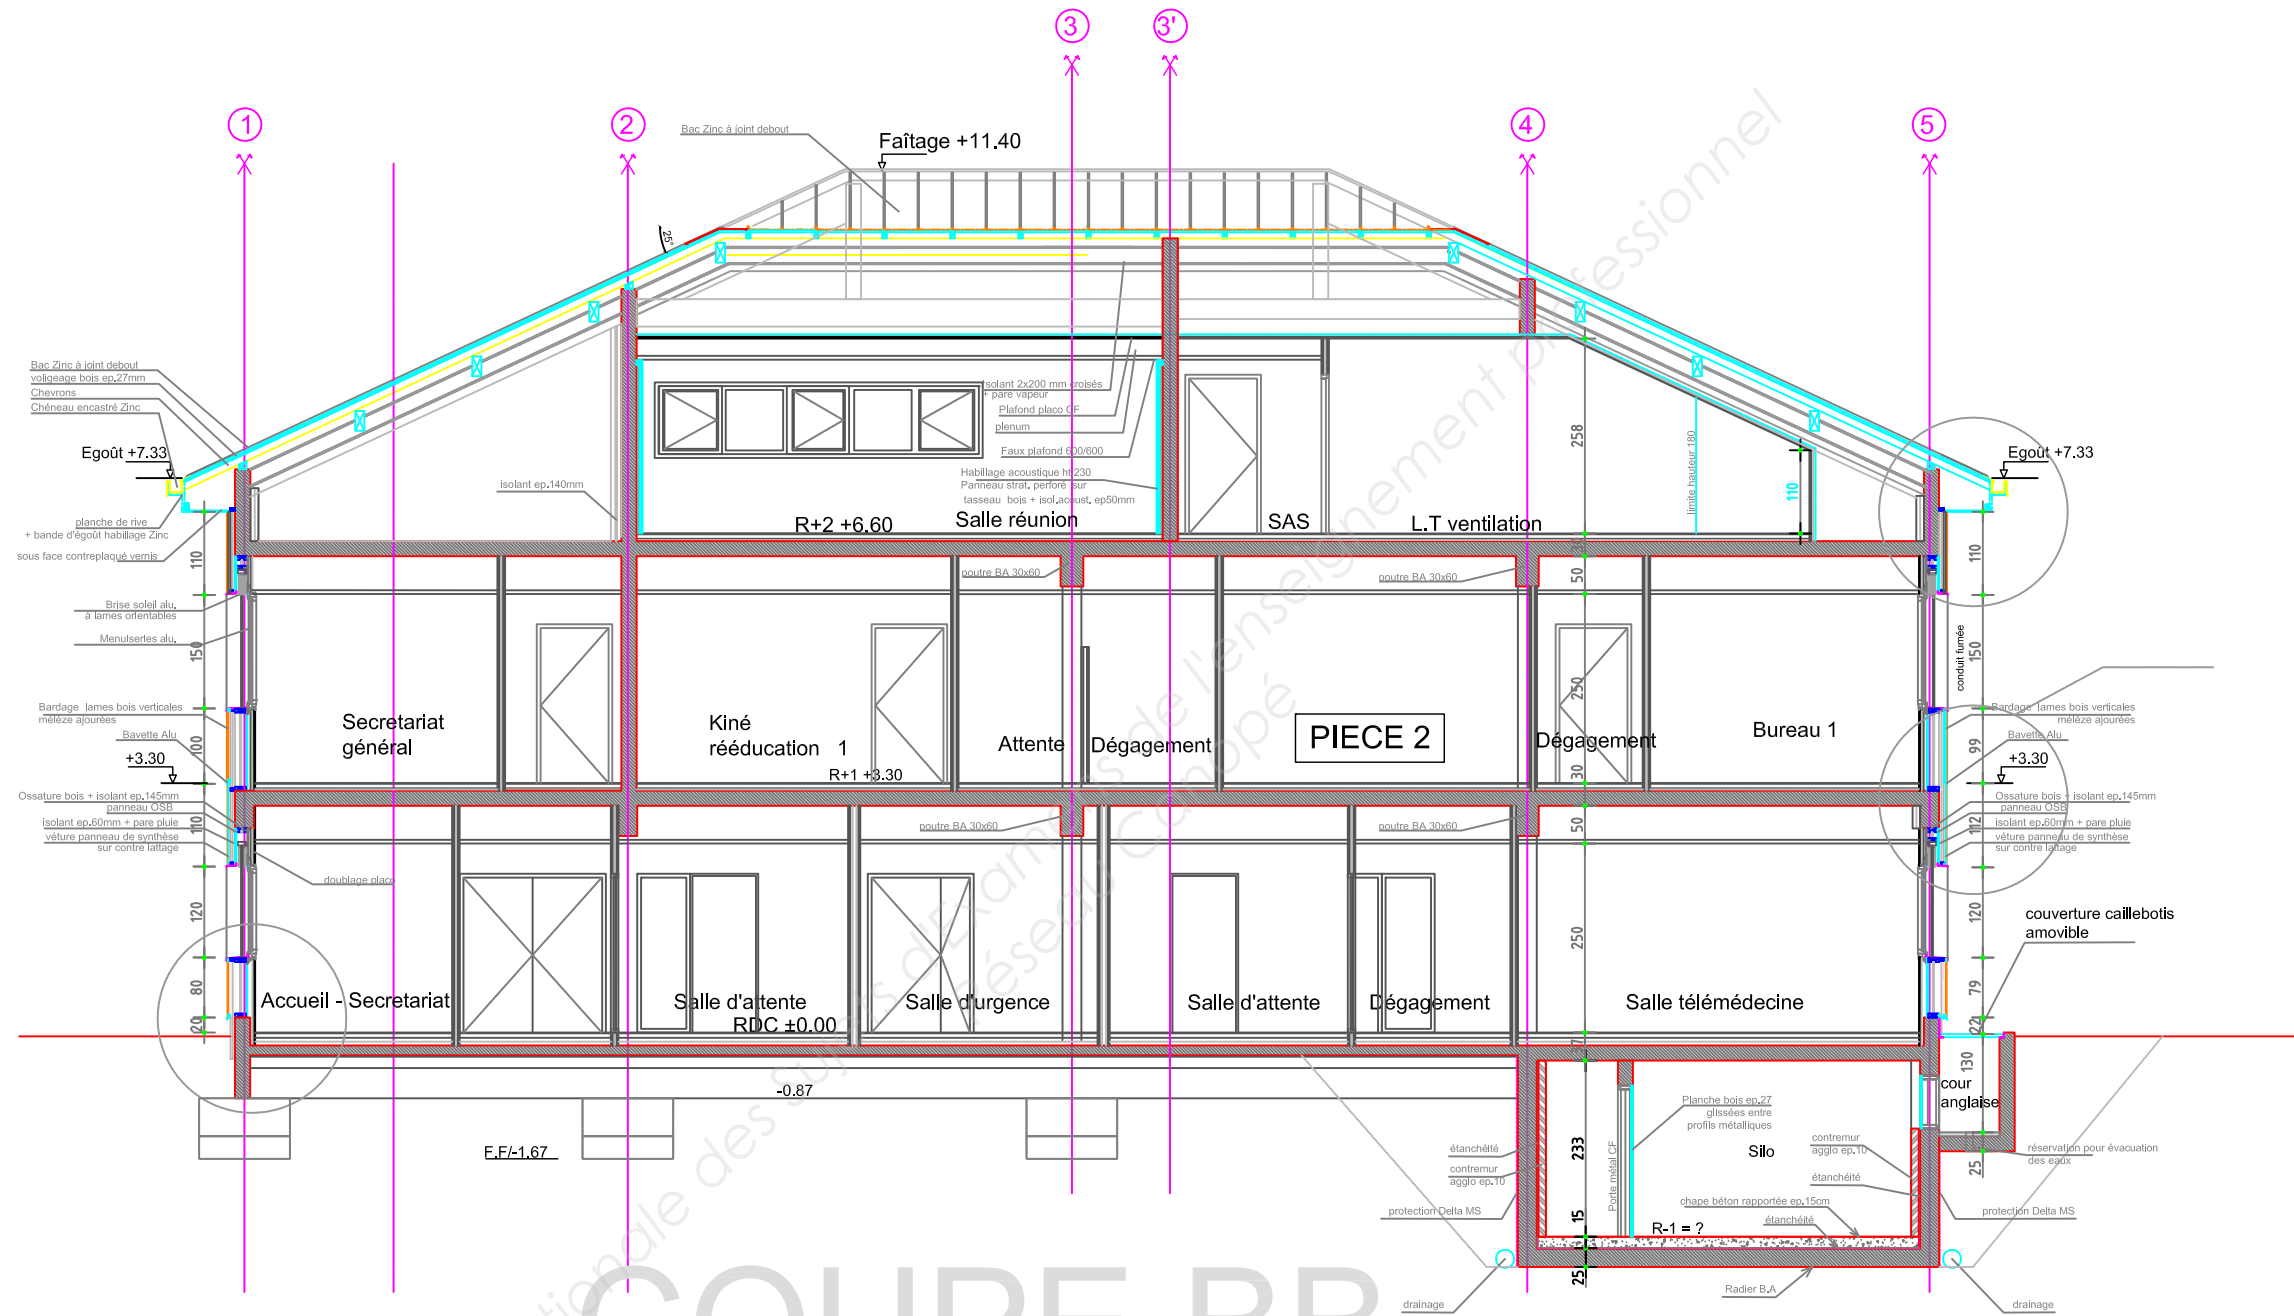 3
3'
1
2
4
5
Bac Zinc à joint debout
Faîtage +11.40
25°
Bac Zinc à joint debout
voligeage bois ep.27mm
Chevrons
Chéneau encastré Zinc
Egoût +7.33
planche de rive
+ bande d'égoût habillage Zinc
sous face contreplaqué vernis
isolant ep.140mm
isolant 2x200 mm croisés
+ pare vapeur
Plafond placo CF
plenum
Faux plafond 600/600
Habillage acoustique ht 230
Panneau strat. perforé sur
tasseau bois + isol.acoust. ep50mm
R+2 +6.60
Salle réunion
SAS
L.T ventilation
258
limite hauteur 180
110
Egoût +7.33
110
Brise soleil alu.
à lames orientables
Menuiseries alu.
150
Bardage lames bois verticales
mélèze ajourées
Bavette Alu
+3.30
100
Ossature bois + isolant ep.145mm
panneau OSB
isolant ep.60mm + pare pluie
vêture panneau de synthèse
sur contre lattage
110
doublage placo
120
80
20
poutre BA 30x60
poutre BA 30x60
50
250
30
Secretariat
général
Kiné
rééducation 1
R+1 +3.30
Attente
Dégagement
PIECE 2
Dégagement
Bureau 1
110
conduit fumée
150
Bardage lames bois verticales
mélèze ajourées
Bavette Alu
99
+3.30
Ossature bois + isolant ep.145mm
panneau OSB
isolant ep.60mm + pare pluie
vêture panneau de synthèse
sur contre lattage
112
120
couverture caillebotis
amovible
79
22
poutre BA 30x60
poutre BA 30x60
50
250
37
Accueil - Secretariat
Salle d'attente
RDC ±0.00
Salle d'urgence
Salle d'attente
Dégagement
Salle télémédecine
-0.87
F.F/-1.67
130
cour
anglaise
25
Planche bois ep.27
glissées entre
profils métalliques
Silo
Porte métal CF
233
15
25
étanchéité
contremur
agglo ep.10
protection Delta MS
contremur
agglo ep.10
étanchéité
chape béton rapportée ep.15cm
étanchéité
R-1 = ?
réservation pour évacuation
des eaux
protection Delta MS
Radier B.A
drainage
drainage
COUPE BB
tionale des sujets d'Examens de l'enseignement professionnel
Réseau Canopé